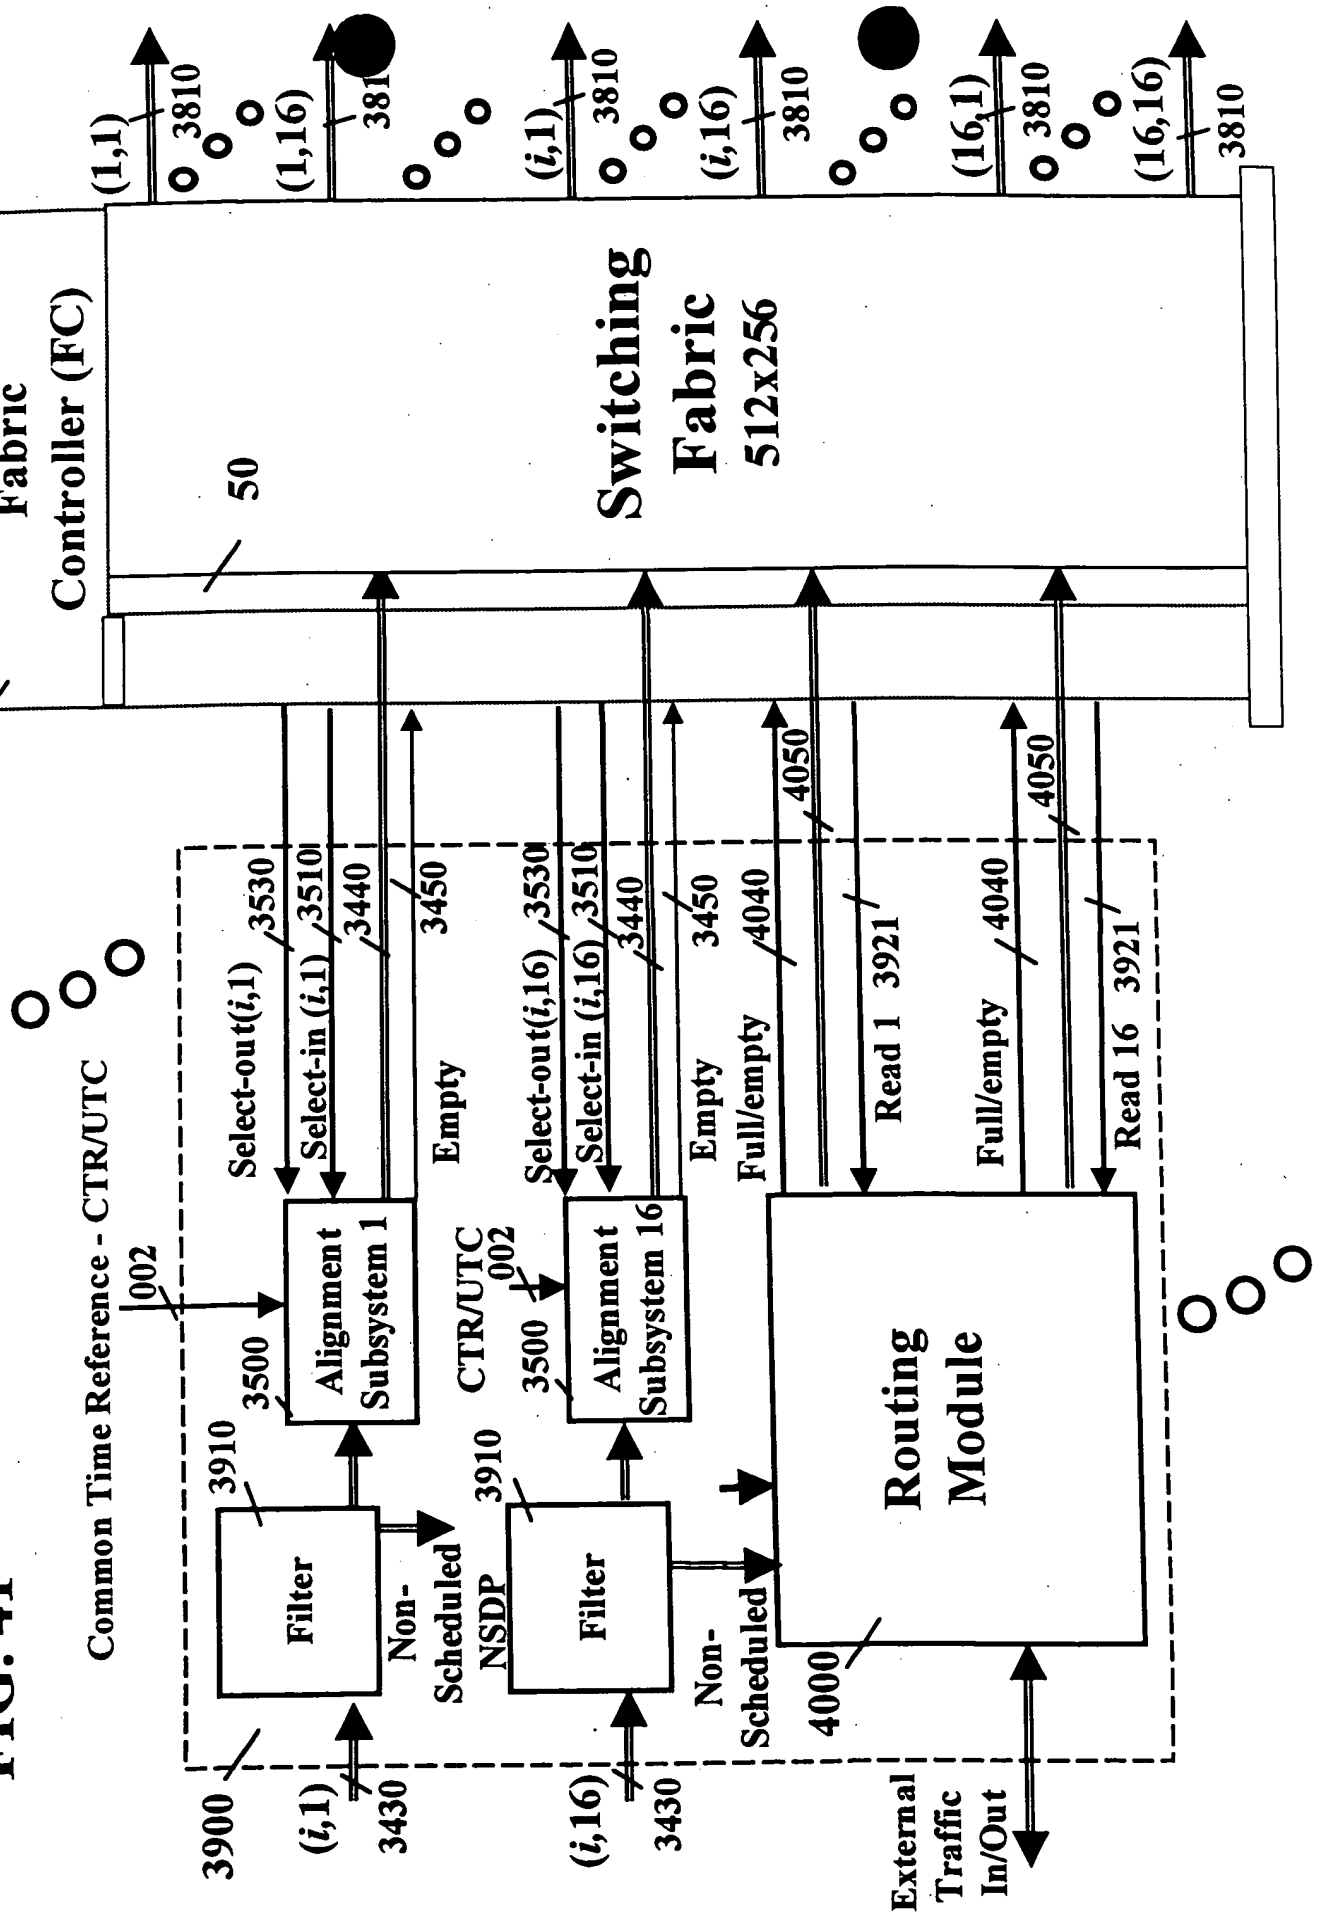 FIG. 41
Common Time Reference - CTR/UTC
002
Fabric
Controller (FC)
50
3900
(i,1)
3430
Filter
3910
3500
Alignment
Subsystem 1
Select-out(i,1)
3530
Select-in (i,1)
3510
3440
3450
Empty
Non-
Scheduled
NSDP
CTR/UTC
002
(i,16)
3430
Filter
3910
3500
Alignment
Subsystem 16
Select-out(i,16)
3530
Select-in (i,16)
3510
3440
3450
Empty
Non-
Scheduled
4000
Routing
Module
Full/empty
4040
4050
Read 1
3921
Full/empty
4040
4050
Read 16
3921
External
Traffic
In/Out
Switching
Fabric
512x256
(1,1)
3810
(1,16)
381
(i,1)
3810
(i,16)
3810
(16,1)
3810
(16,16)
3810